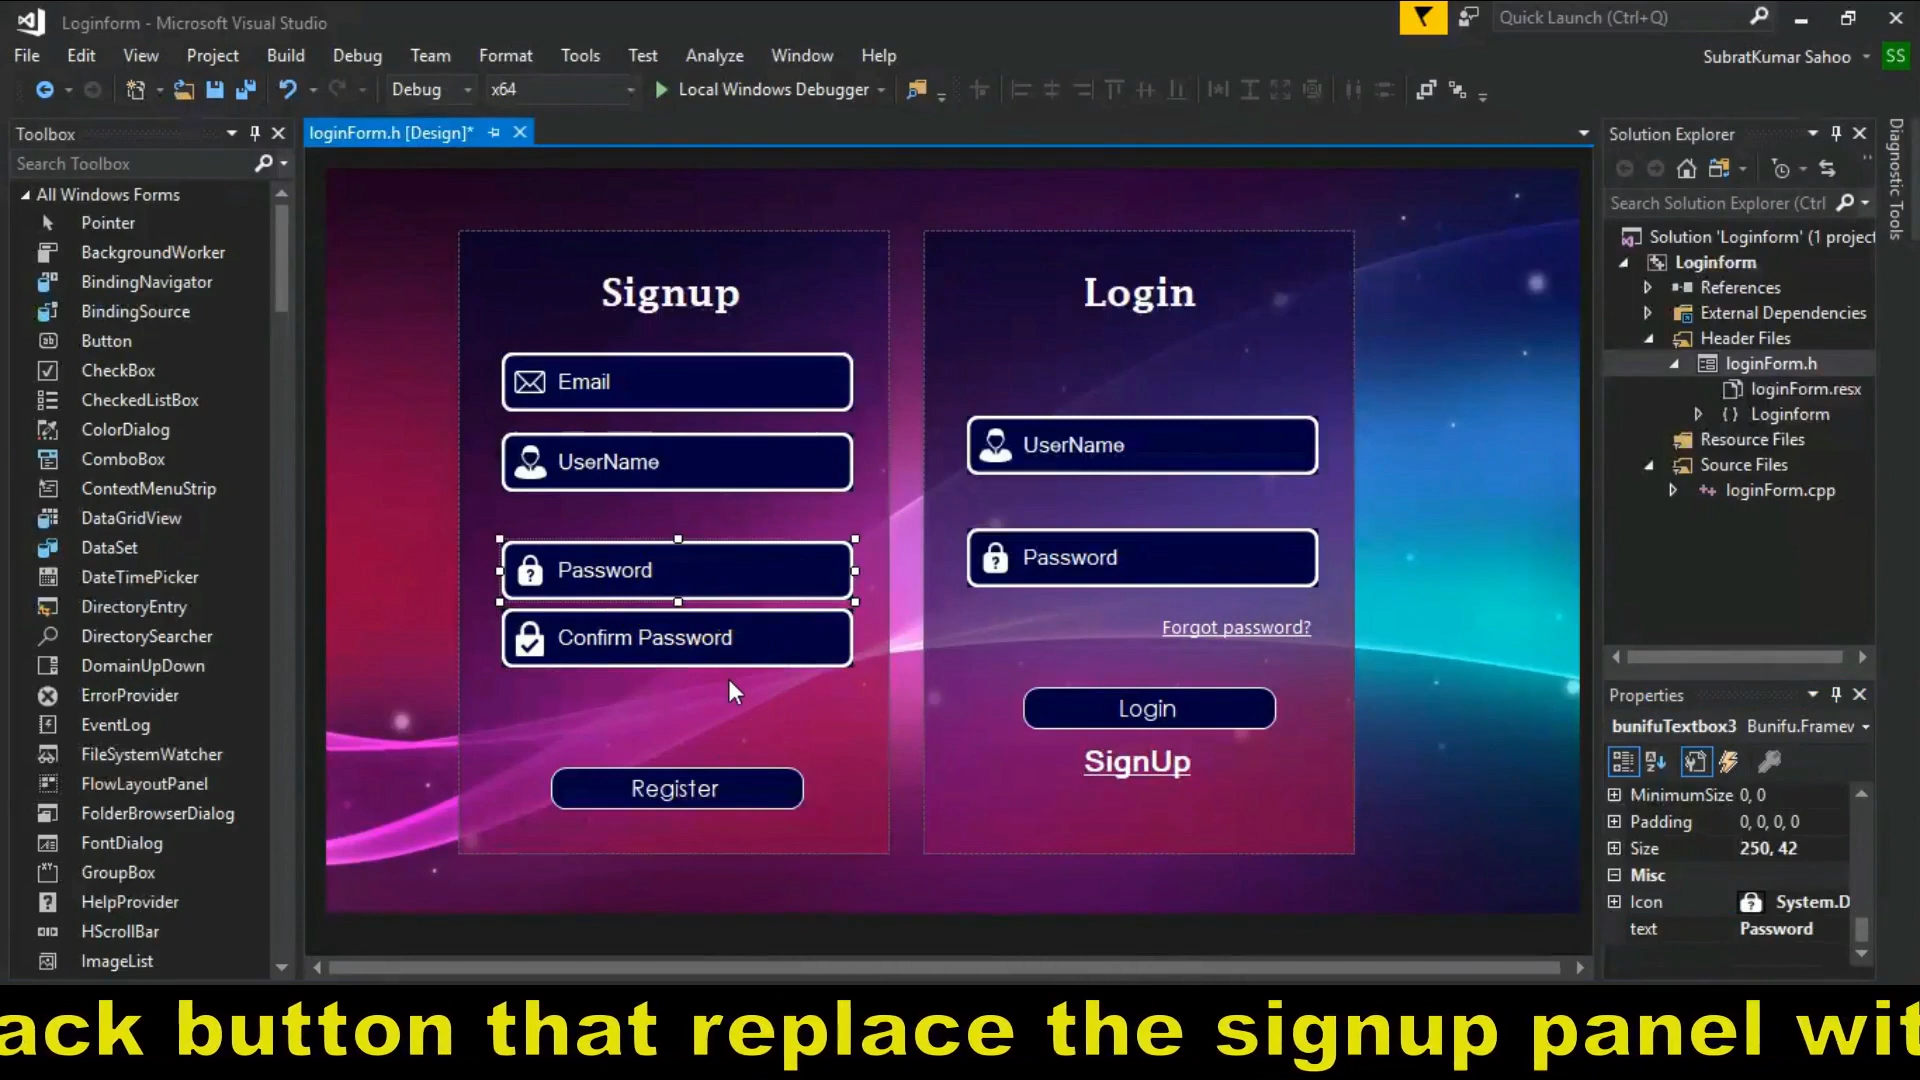 Loginform - Microsoft Visual Studio
Quick Launch (Ctrl+Q)
File Edit View Project Build Debug Team Format Tools Test Analyze Window Help
SubratKumar Sahoo SS
Debug x64 Local Windows Debugger
Toolbox
loginForm.h [Design]*
Solution Explorer
Diagnostic Tools
Search Toolbox
Search Solution Explorer (Ctrl
All Windows Forms
Pointer
BackgroundWorker
BindingNavigator
BindingSource
Button
CheckBox
CheckedListBox
ColorDialog
ComboBox
ContextMenuStrip
DataGridView
DataSet
DateTimePicker
DirectoryEntry
DirectorySearcher
DomainUpDown
ErrorProvider
EventLog
FileSystemWatcher
FlowLayoutPanel
FolderBrowserDialog
FontDialog
GroupBox
HelpProvider
HScrollBar
ImageList
Signup
Email
UserName
Password
Confirm Password
Register
Login
UserName
Password
Forgot password?
Login
SignUp
Solution 'Loginform' (1 project
Loginform
References
External Dependencies
Header Files
loginForm.h
loginForm.resx
{ } Loginform
Resource Files
Source Files
loginForm.cpp
Properties
bunifuTextbox3 Bunifu.Framev
MinimumSize 0, 0
Padding 0, 0, 0, 0
Size 250, 42
Misc
Icon System.D
text Password
ack button that replace the signup panel wit